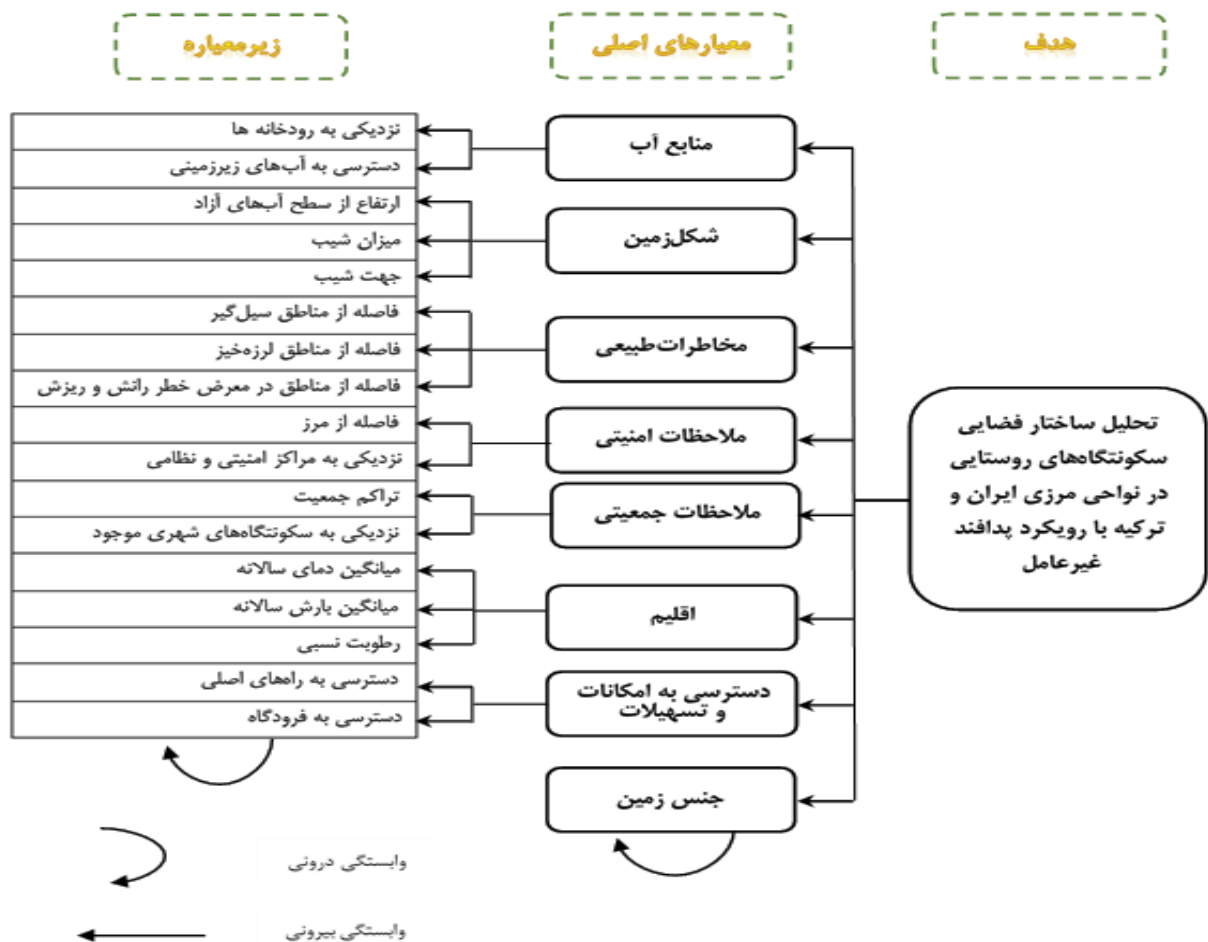 هدف
معیارهای اصلی
زیرمعیاره
تحلیل ساختار فضایی
سکونتگاه‌های روستایی
در نواحی مرزی ایران و
ترکیه با رویکرد پدافند
غیرعامل
منابع آب
شکل‌زمین
مخاطرات‌طبیعی
ملاحظات امنیتی
ملاحظات جمعیتی
اقلیم
دسترسی به امکانات
و تسهیلات
جنس زمین
نزدیکی به رودخانه ها
دسترسی به آب‌های زیرزمینی
ارتفاع از سطح آب‌های آزاد
میزان شیب
جهت شیب
فاصله از مناطق سیل‌گیر
فاصله از مناطق لرزه‌خیز
فاصله از مناطق در معرض خطر رانش و ریزش
فاصله از مرز
نزدیکی به مراکز امنیتی و نظامی
تراکم جمعیت
نزدیکی به سکونتگاه‌های شهری موجود
میانگین دمای سالانه
میانگین بارش سالانه
رطوبت نسبی
دسترسی به راه‌های اصلی
دسترسی به فرودگاه
وابستگی درونی
وابستگی بیرونی